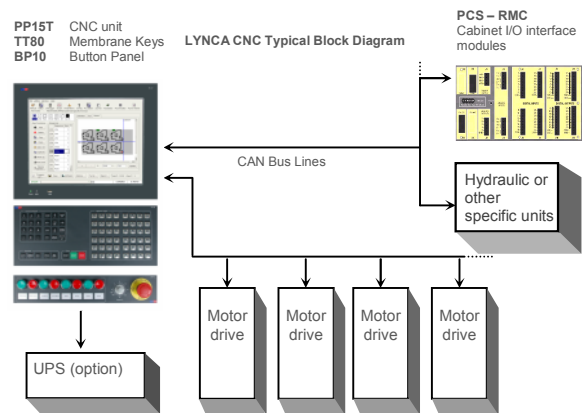 PP15T CNC unit
TT80 Membrane Keys
BP10 Button Panel
LYNCA CNC Typical Block Diagram
PCS – RMC
Cabinet I/O interface
modules
CAN Bus Lines
Hydraulic or
other
specific units
Motor
drive
Motor
drive
Motor
drive
Motor
drive
UPS (option)